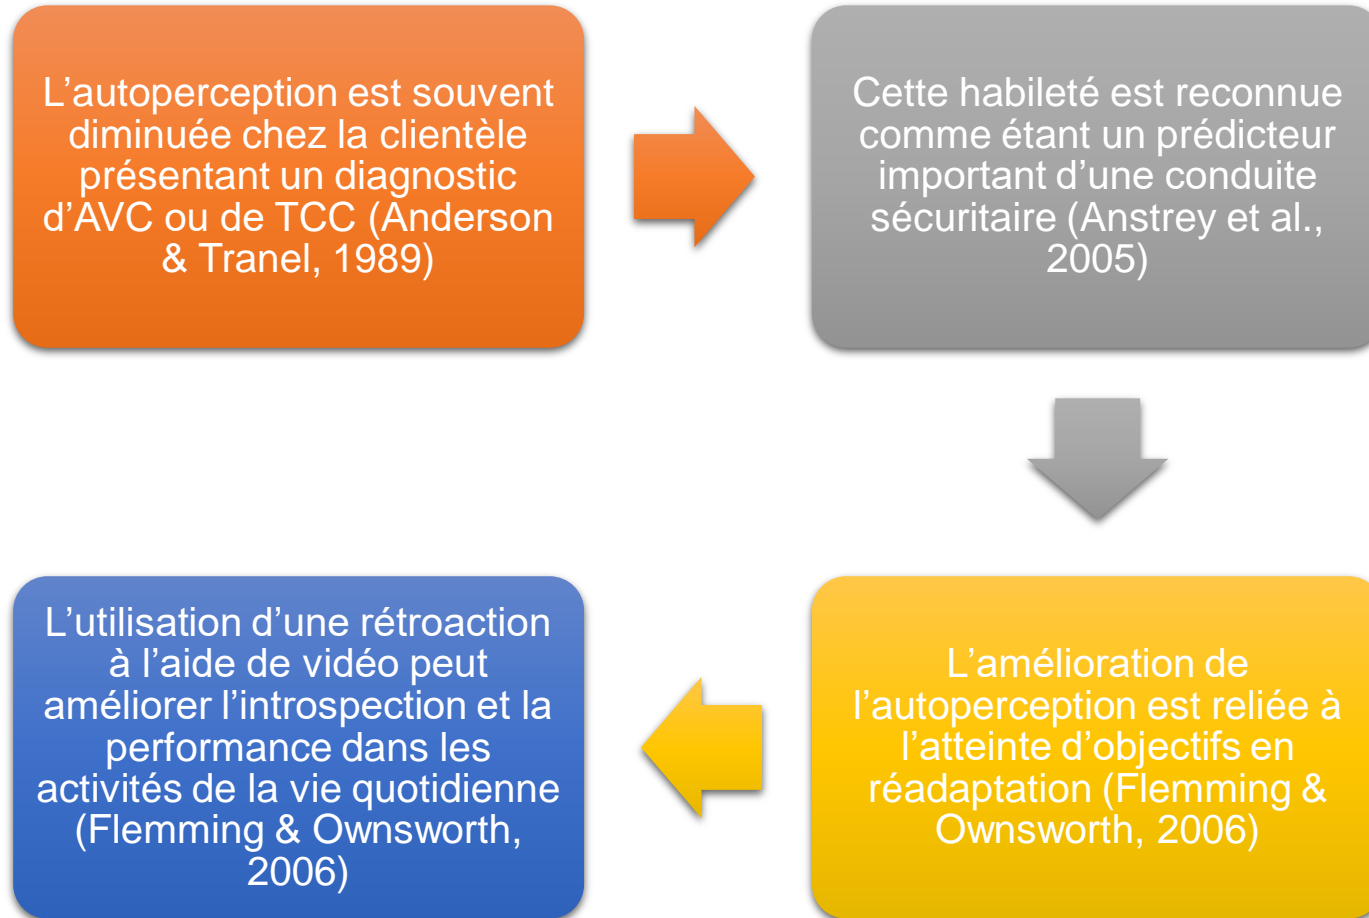 L’autoperception est souvent
diminuée chez la clientèle
présentant un diagnostic
d’AVC ou de TCC (Anderson
& Tranel, 1989)
Cette habileté est reconnue
comme étant un prédicteur
important d’une conduite
sécuritaire (Anstrey et al.,
2005)
L’amélioration de
l’autoperception est reliée à
l’atteinte d’objectifs en
réadaptation (Flemming &
Ownsworth, 2006)
L’utilisation d’une rétroaction
à l’aide de vidéo peut
améliorer l’introspection et la
performance dans les
activités de la vie quotidienne
(Flemming & Ownsworth,
2006)